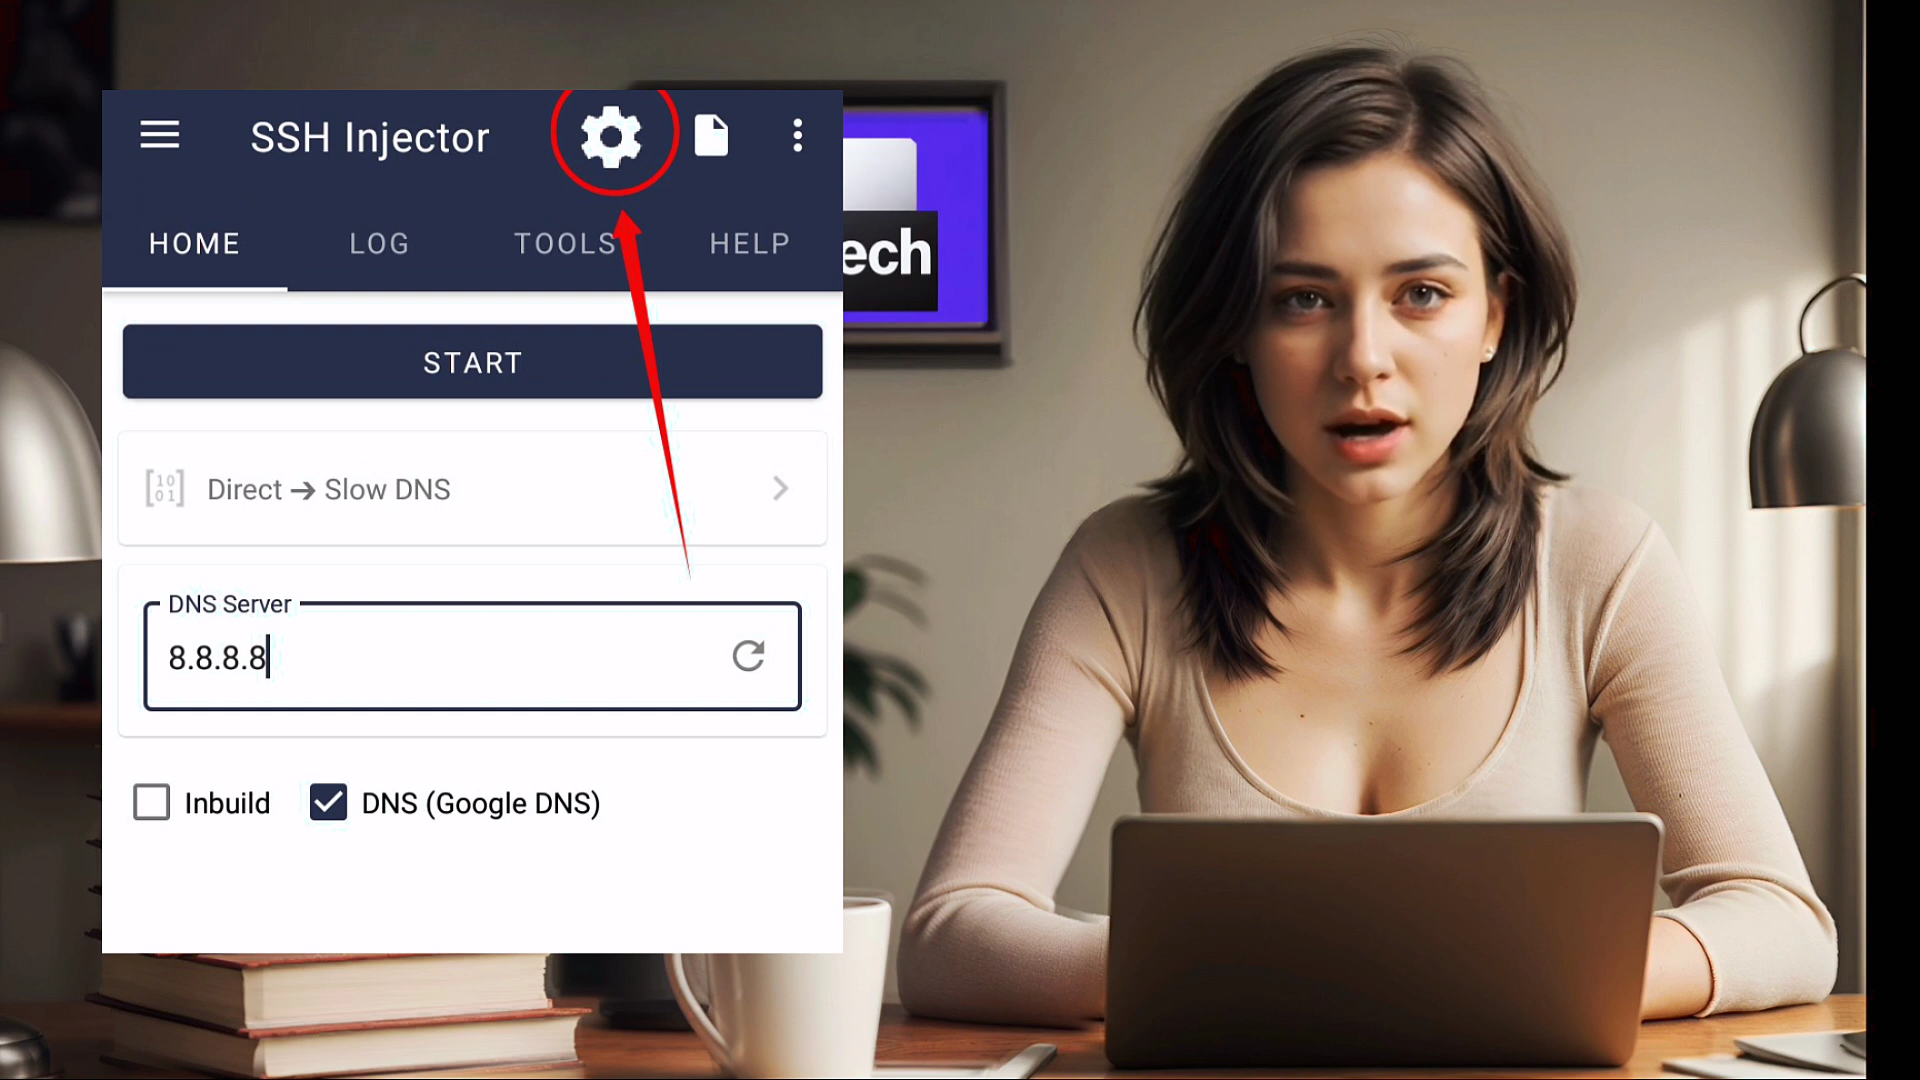 SSH Injector
HOME LOG TOOLS HELP
START
Direct → Slow DNS
DNS Server
8.8.8.8
Inbuild DNS (Google DNS)
ech